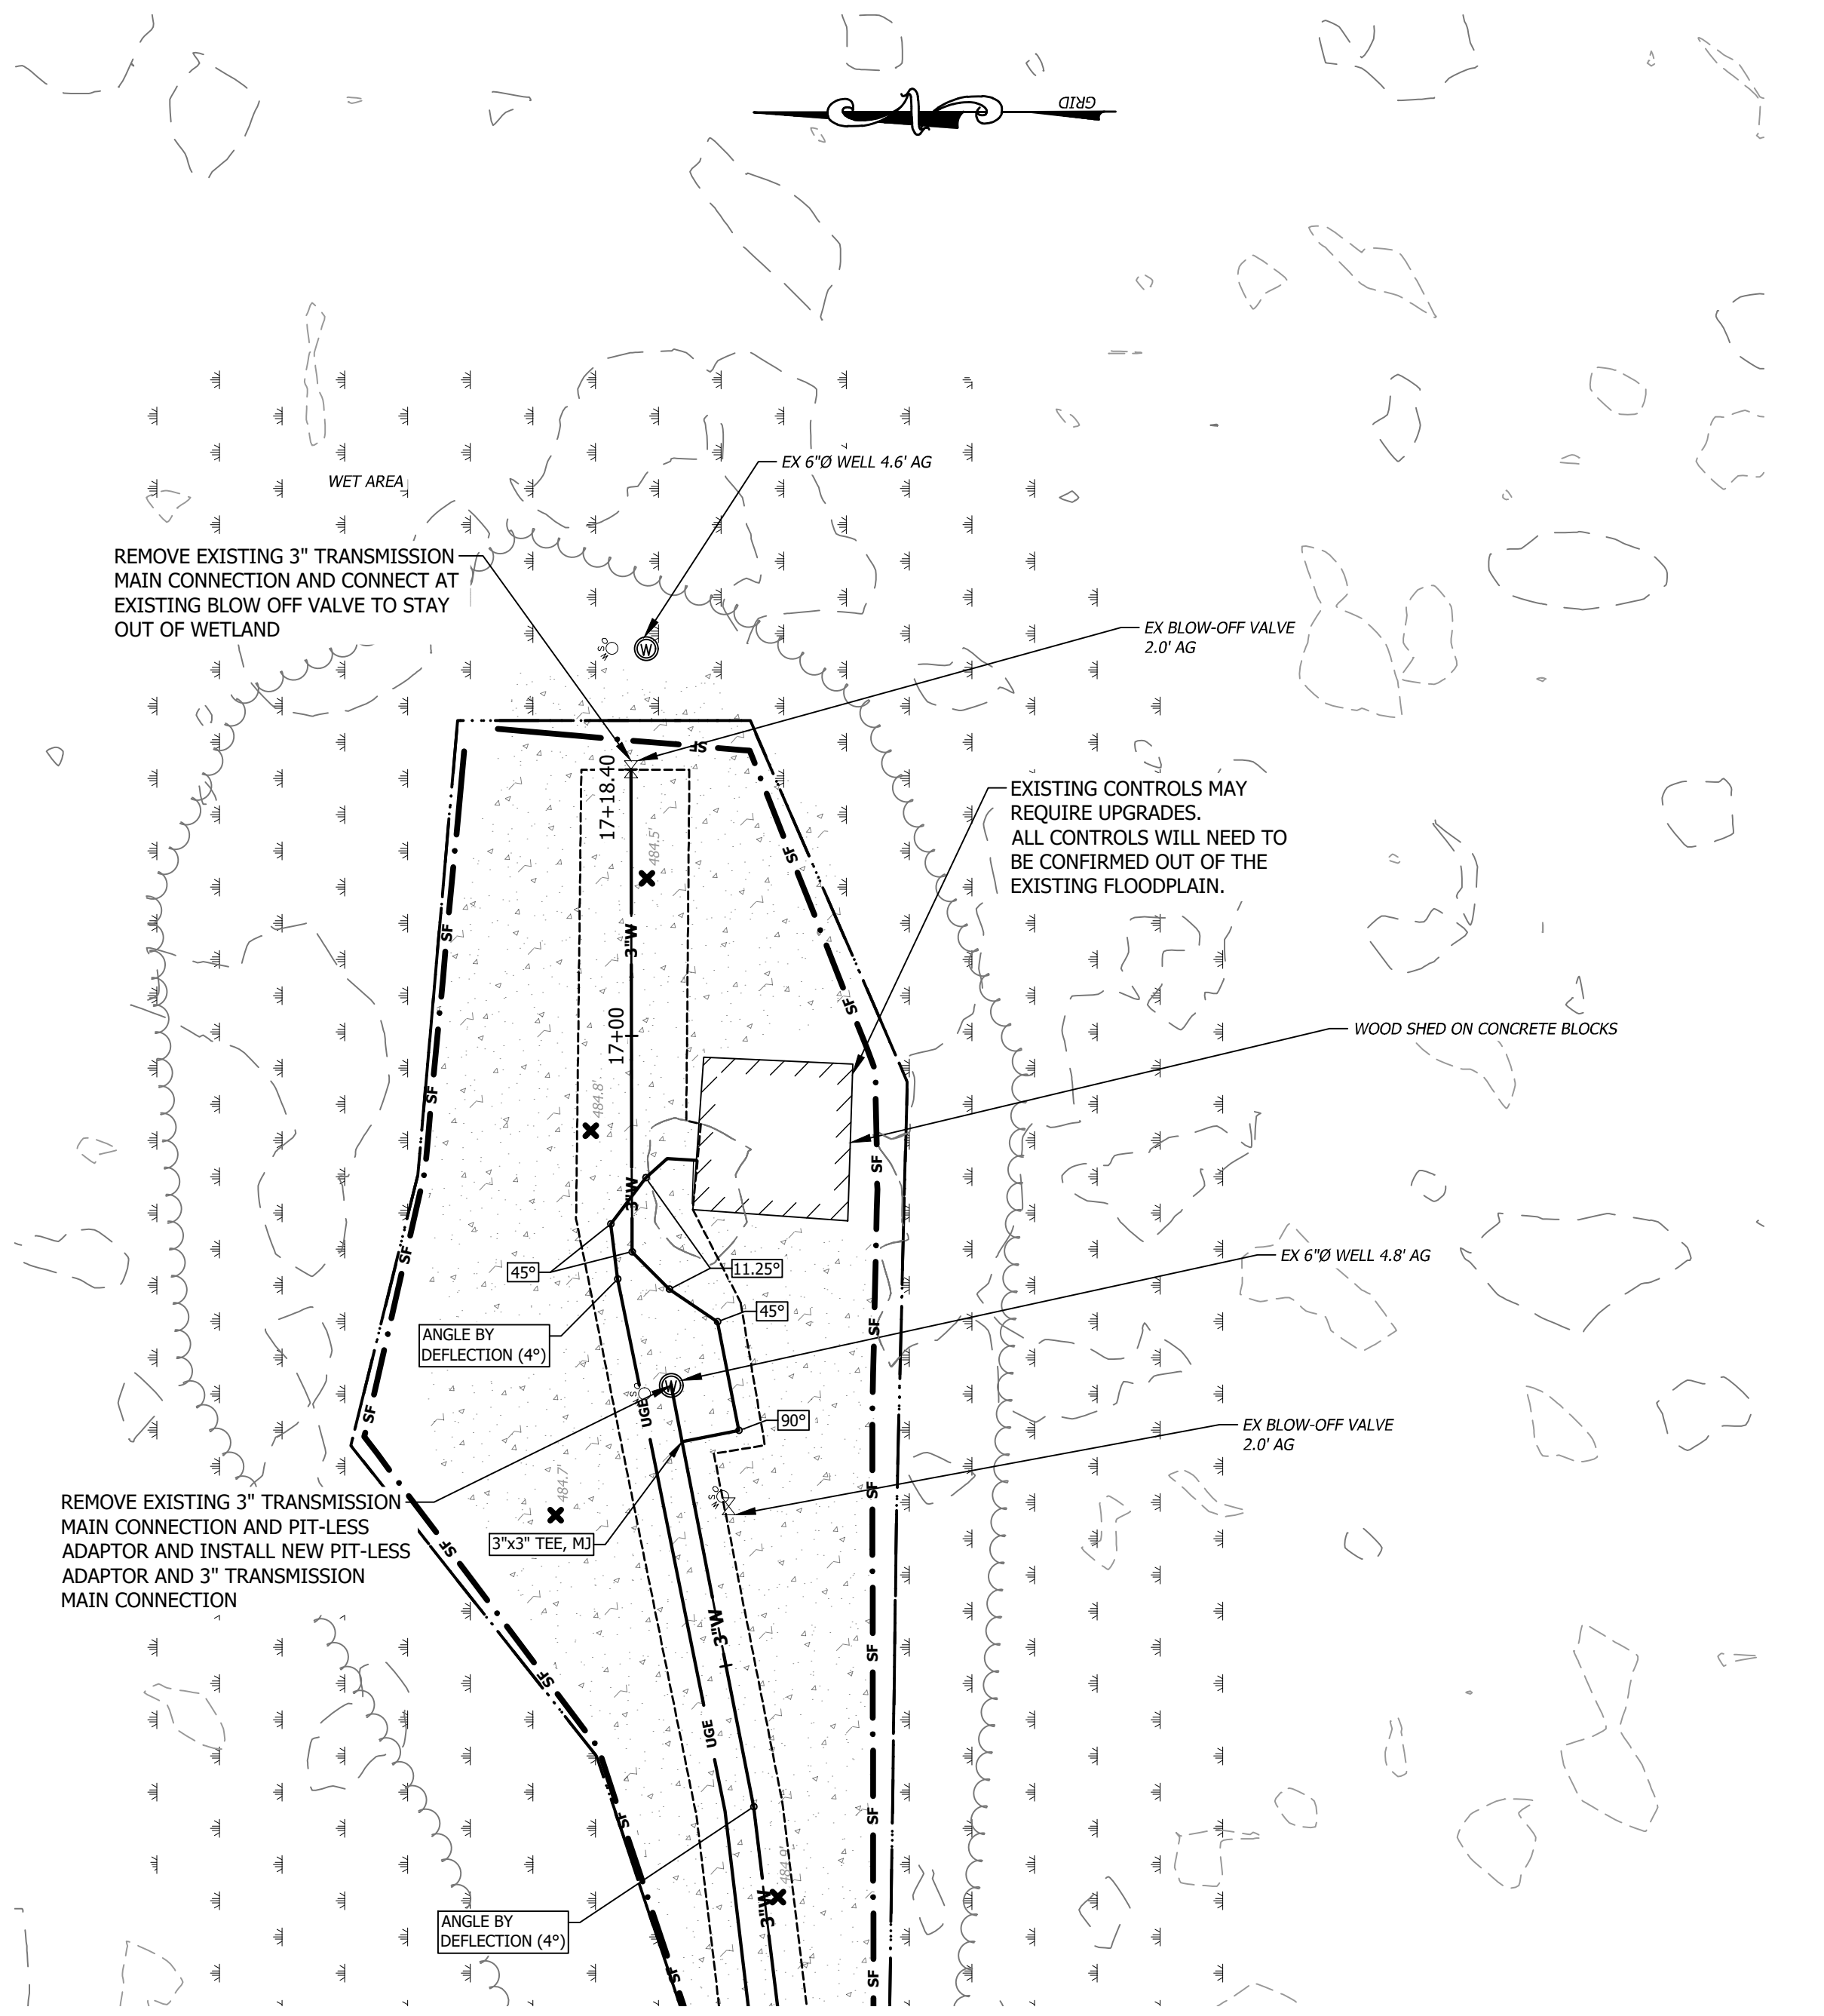 GRID
EX 6"Ø WELL 4.6' AG
WET AREA
REMOVE EXISTING 3" TRANSMISSION
MAIN CONNECTION AND CONNECT AT
EXISTING BLOW OFF VALVE TO STAY
OUT OF WETLAND
WSO
W
EX BLOW-OFF VALVE
2.0' AG
SF
17+18.40
EXISTING CONTROLS MAY
REQUIRE UPGRADES.
ALL CONTROLS WILL NEED TO
BE CONFIRMED OUT OF THE
EXISTING FLOODPLAIN.
484.5'
SF
SF
3"W
SF
17+00
WOOD SHED ON CONCRETE BLOCKS
484.8'
SF
SF
3"W
SF
45°
11.25°
EX 6"Ø WELL 4.8' AG
45°
SF
ANGLE BY
DEFLECTION (4°)
WSO
W
UGE
SF
90°
EX BLOW-OFF VALVE
2.0' AG
484.7'
WSO
SF
REMOVE EXISTING 3" TRANSMISSION
MAIN CONNECTION AND PIT-LESS
ADAPTOR AND INSTALL NEW PIT-LESS
ADAPTOR AND 3" TRANSMISSION
MAIN CONNECTION
3"x3" TEE, MJ
SF
3"W
SF
SF
UGE
SF
SF
484.9'
3"W
ANGLE BY
DEFLECTION (4°)
SF
SF